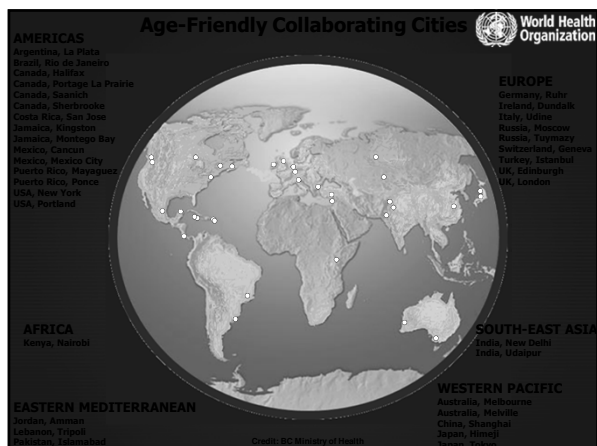 Age-Friendly Collaborating Cities
World Health
Organization
AMERICAS
Argentina, La Plata
Brazil, Rio de Janeiro
Canada, Halifax
Canada, Portage La Prairie
Canada, Saanich
Canada, Sherbrooke
Costa Rica, San Jose
Jamaica, Kingston
Jamaica, Montego Bay
Mexico, Cancun
Mexico, Mexico City
Puerto Rico, Mayaguez
Puerto Rico, Ponce
USA, New York
USA, Portland
EUROPE
Germany, Ruhr
Ireland, Dundalk
Italy, Udine
Russia, Moscow
Russia, Tuymazy
Switzerland, Geneva
Turkey, Istanbul
UK, Edinburgh
UK, London
AFRICA
Kenya, Nairobi
SOUTH-EAST ASIA
India, New Delhi
India, Udaipur
EASTERN MEDITERRANEAN
Jordan, Amman
Lebanon, Tripoli
Pakistan, Islamabad
WESTERN PACIFIC
Australia, Melbourne
Australia, Melville
China, Shanghai
Japan, Himeji
Japan, Tokyo
Credit: BC Ministry of Health